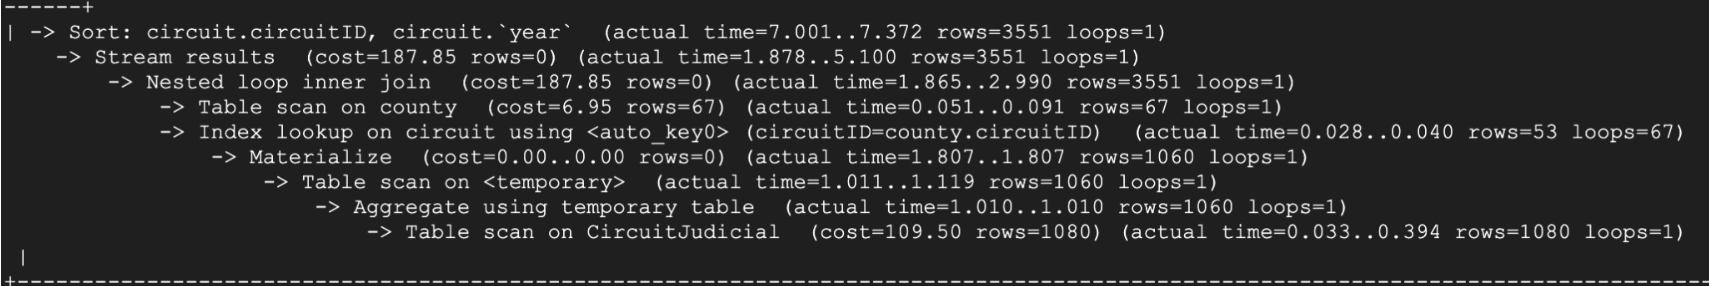 ------+
| -> Sort: circuit.circuitID, circuit.`year`  (actual time=7.001..7.372 rows=3551 loops=1)
    -> Stream results  (cost=187.85 rows=0) (actual time=1.878..5.100 rows=3551 loops=1)
        -> Nested loop inner join  (cost=187.85 rows=0) (actual time=1.865..2.990 rows=3551 loops=1)
            -> Table scan on county  (cost=6.95 rows=67) (actual time=0.051..0.091 rows=67 loops=1)
            -> Index lookup on circuit using <auto_key0> (circuitID=county.circuitID)  (actual time=0.028..0.040 rows=53 loops=67)
                -> Materialize  (cost=0.00..0.00 rows=0) (actual time=1.807..1.807 rows=1060 loops=1)
                    -> Table scan on <temporary>  (actual time=1.011..1.119 rows=1060 loops=1)
                        -> Aggregate using temporary table  (actual time=1.010..1.010 rows=1060 loops=1)
                            -> Table scan on CircuitJudicial  (cost=109.50 rows=1080) (actual time=0.033..0.394 rows=1080 loops=1)
 |
+-----------------------------------------------------------------------------------------------------------------------------------